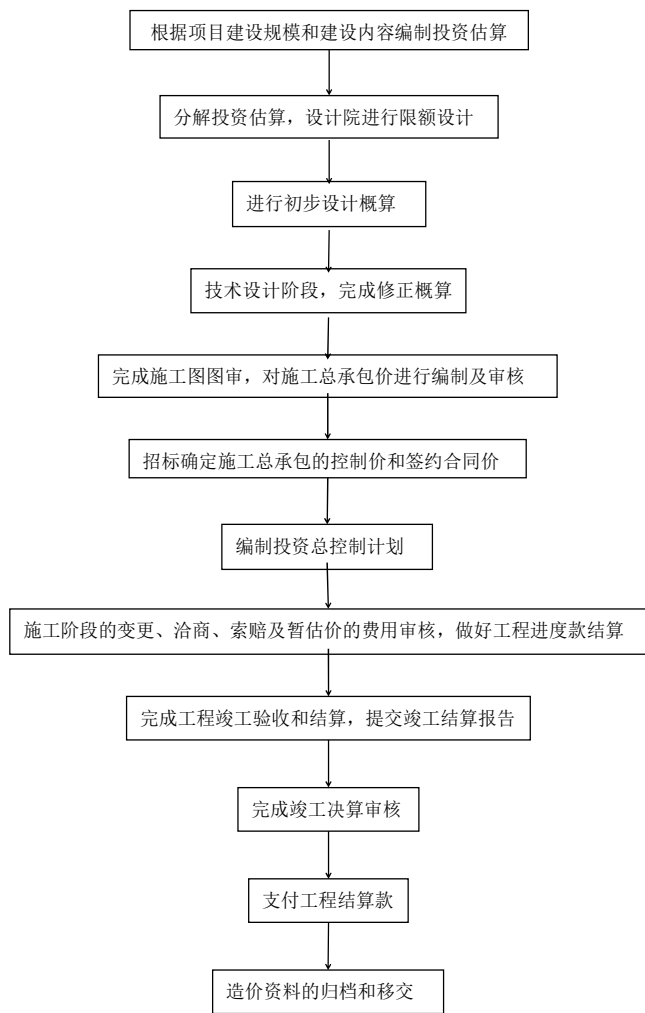 根据项目建设规模和建设内容编制投资估算
分解投资估算，设计院进行限额设计
进行初步设计概算
技术设计阶段，完成修正概算
完成施工图图审，对施工总承包价进行编制及审核
招标确定施工总承包的控制价和签约合同价
编制投资总控制计划
施工阶段的变更、洽商、索赔及暂估价的费用审核，做好工程进度款结算
完成工程竣工验收和结算，提交竣工结算报告
完成竣工决算审核
支付工程结算款
造价资料的归档和移交